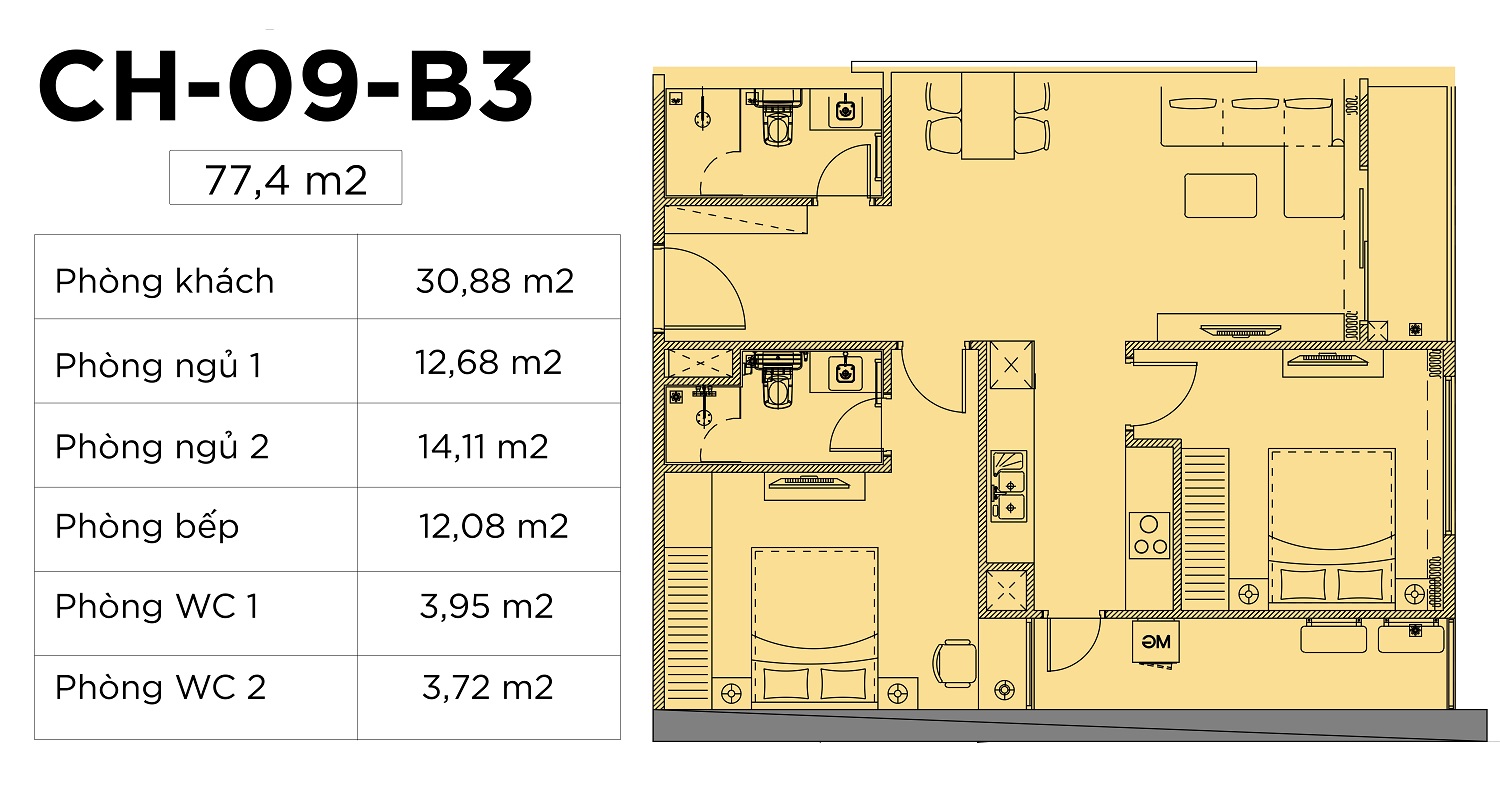 CH-09-B3
77,4 m2
Phòng khách 30,88 m2
Phòng ngủ 1 12,68 m2
Phòng ngủ 2 14,11 m2
Phòng bếp 12,08 m2
Phòng WC 1 3,95 m2
Phòng WC 2 3,72 m2
MG